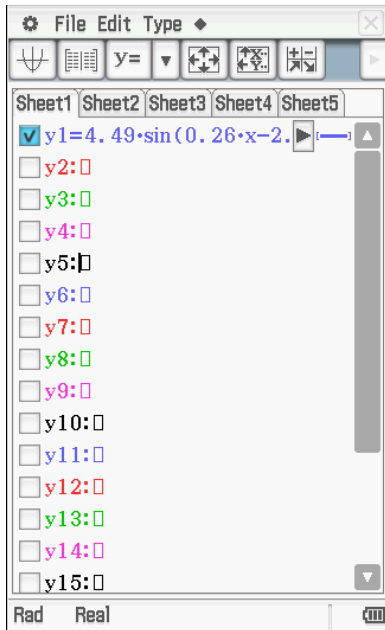 File Edit Type ◆
Y=
Sheet1 Sheet2 Sheet3 Sheet4 Sheet5
y1=4.49·sin(0.26·x−2.
y2:□
y3:□
y4:□
y5:□
y6:□
y7:□
y8:□
y9:□
y10:□
y11:□
y12:□
y13:□
y14:□
y15:□
Rad Real